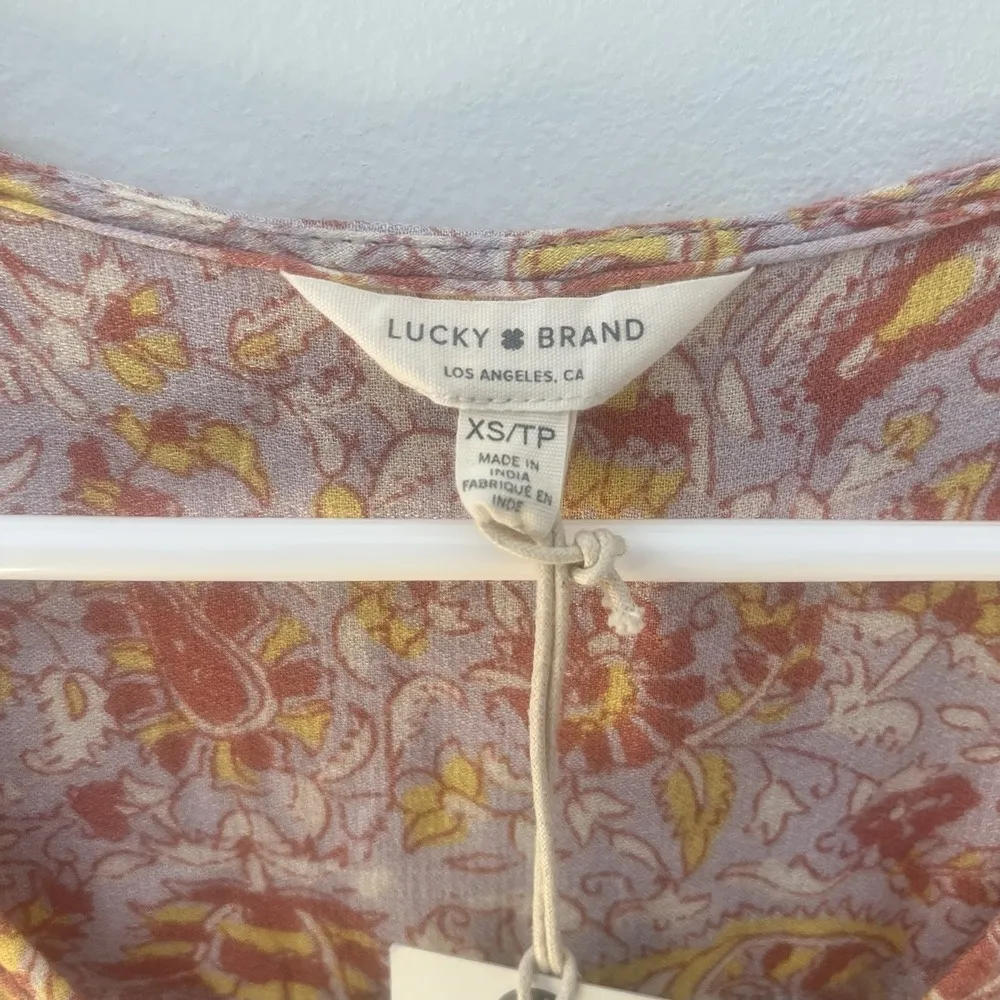 LUCKY BRAND
LOS ANGELES, CA
XS/TP
MADE IN
INDIA
FABRIQUÉ EN
INDE